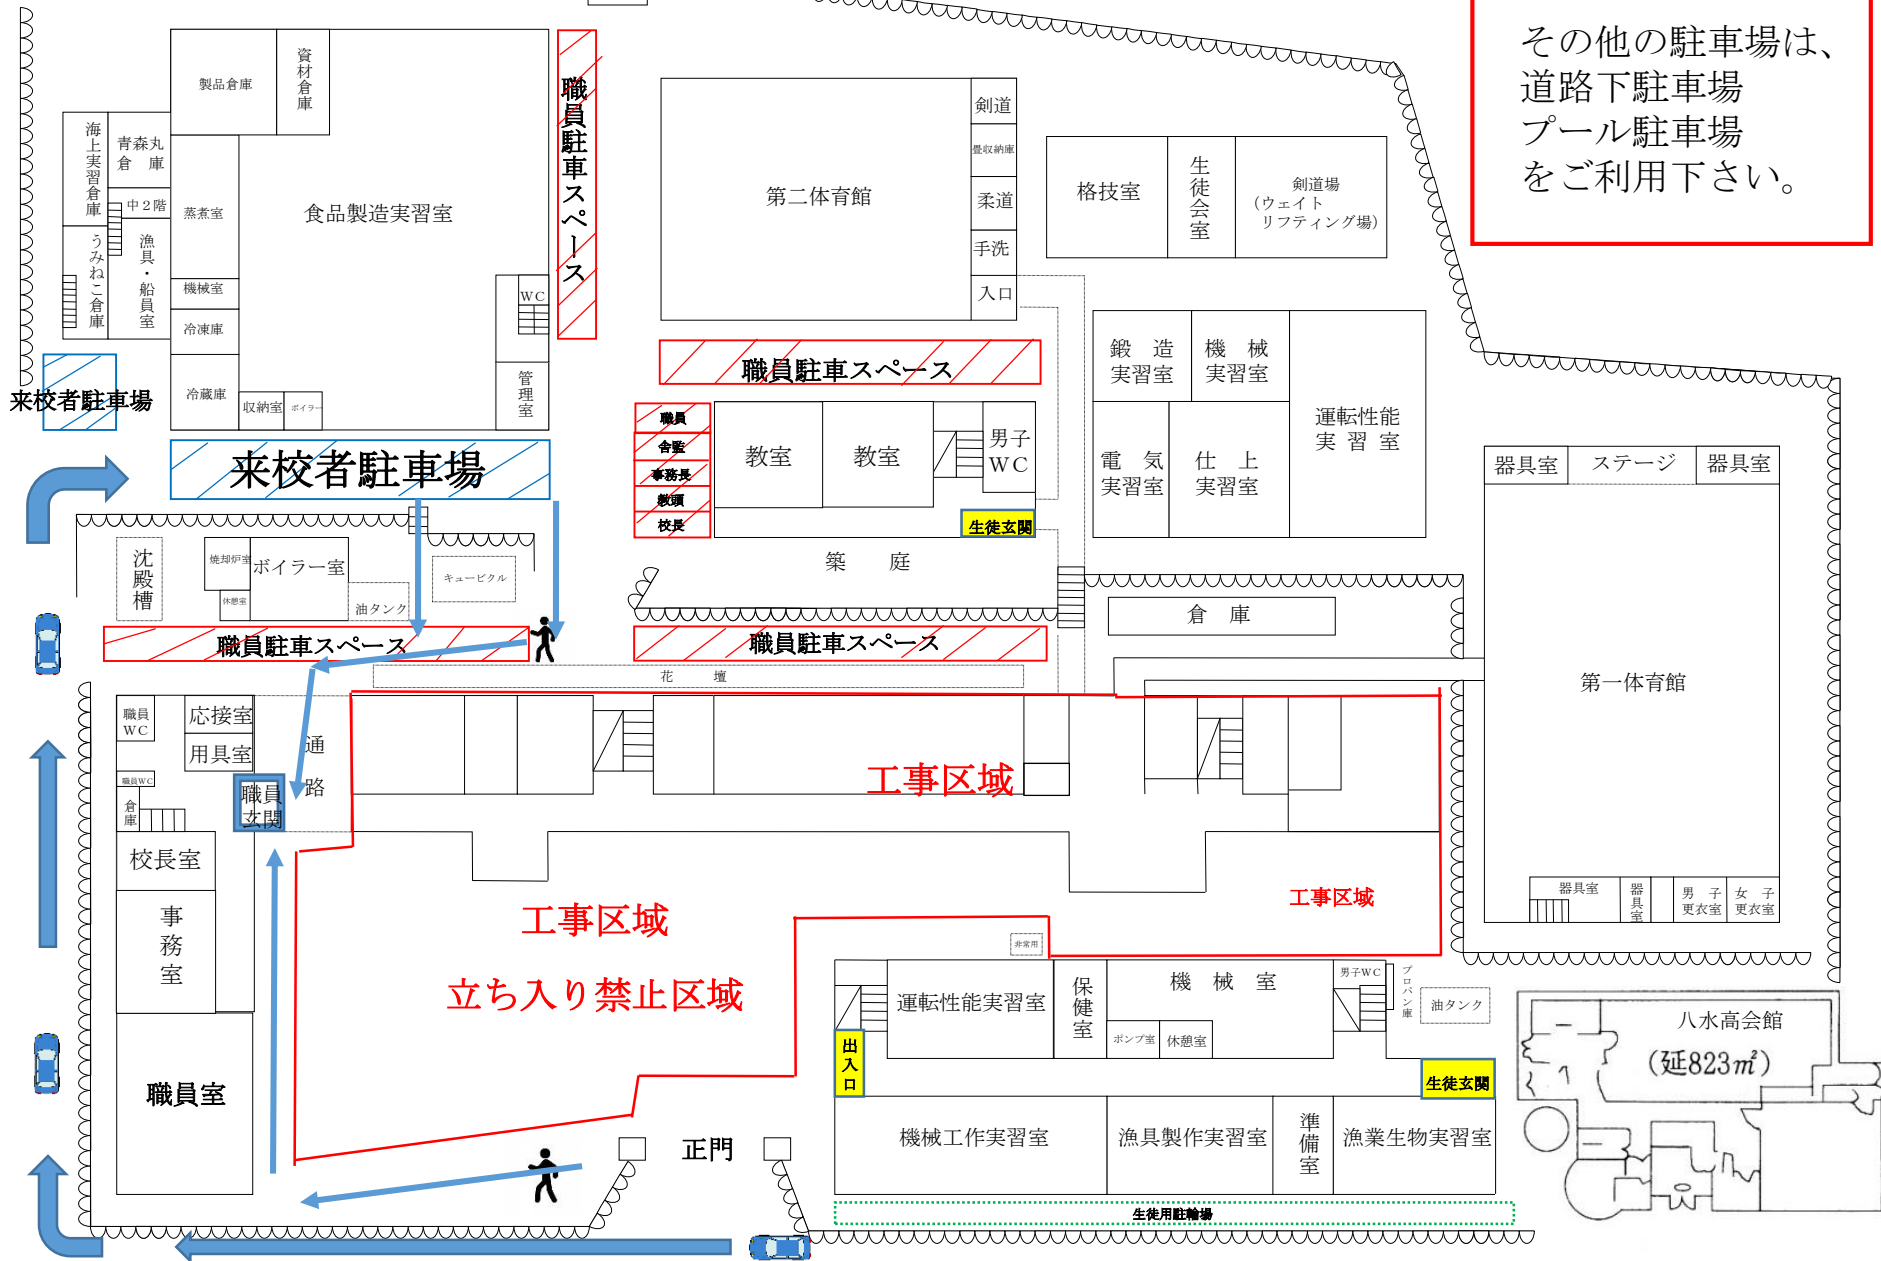 その他の駐車場は、
道路下駐車場
プール駐車場
をご利用下さい。
製品倉庫
資材倉庫
職員駐車スペース
海上実習倉庫
青森丸
倉　庫
中２階
蒸煮室
食品製造実習室
うみねこ倉庫
漁具・船員室
機械室
冷凍庫
冷蔵庫
収納室
ボイラー
WC
管理室
第二体育館
剣道
畳収納庫
柔道
手洗
入口
格技室
生徒会室
剣道場
（ウェイト
リフティング場）
鍛　造
実習室
機　械
実習室
運転性能
実　習　室
電　気
実習室
仕　上
実習室
職員駐車スペース
来校者駐車場
来校者駐車場
職員
舎監
事務長
教頭
校長
教室
教室
男子
WC
生徒玄関
築　庭
器具室
ステージ
器具室
沈殿槽
焼却炉室
休憩室
ボイラー室
油タンク
キュービクル
職員駐車スペース
職員駐車スペース
倉　庫
花　壇
第一体育館
職員
WC
応接室
用具室
通路
職員WC
倉庫
職員
玄関
校長室
事務室
職員室
工事区域
工事区域
工事区域
立ち入り禁止区域
器具室
器具室
男　子
更衣室
女　子
更衣室
非常用
運転性能実習室
保健室
機　械　室
ポンプ室
休憩室
男子WC
プロパン庫
油タンク
出入口
生徒玄関
八水高会館
（延823㎡）
正門
機械工作実習室
漁具製作実習室
準備室
漁業生物実習室
生徒用駐輪場